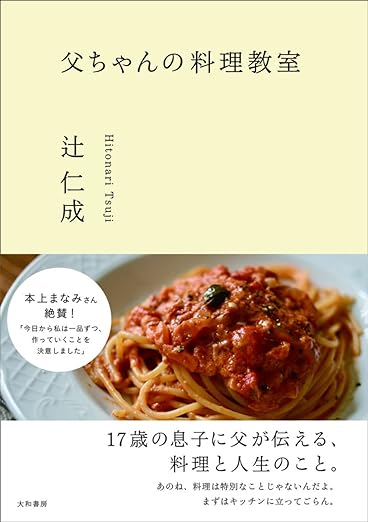 父ちゃんの料理教室
辻 仁成
Hitonari Tsuji
本上まなみさん
絶賛！
「今日から私は一品ずつ、
作っていくことを
決意しました」
17歳の息子に父が伝える、
料理と人生のこと。
あのね、料理は特別なことじゃないんだよ。
まずはキッチンに立ってごらん。
大和書房